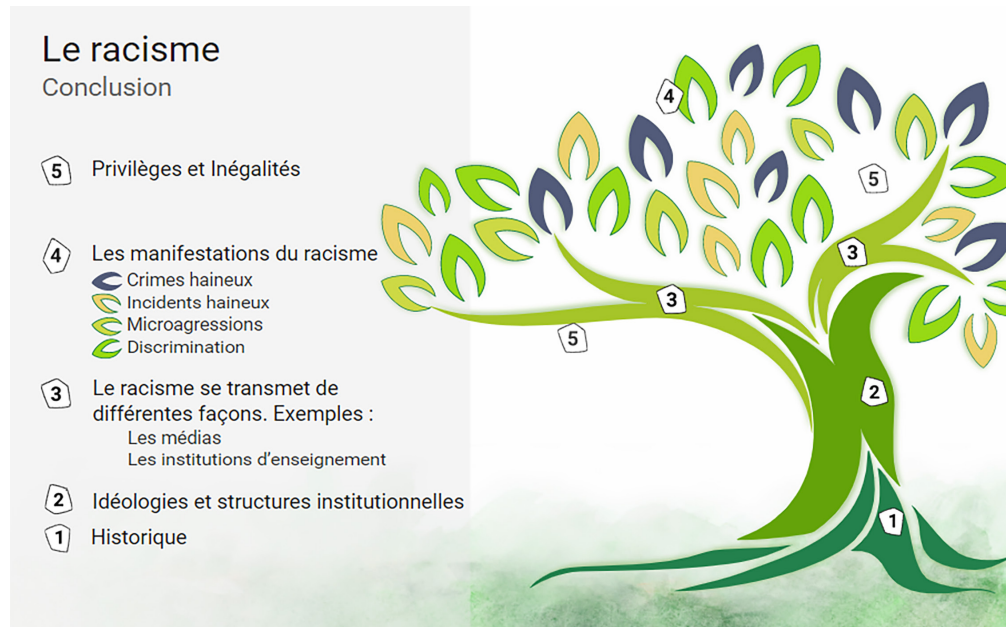 Le racisme
Conclusion
5 Privilèges et Inégalités
4 Les manifestations du racisme
Crimes haineux
Incidents haineux
Microagressions
Discrimination
3 Le racisme se transmet de
différentes façons. Exemples :
Les médias
Les institutions d’enseignement
2 Idéologies et structures institutionnelles
1 Historique
4
5
3
3
5
2
1